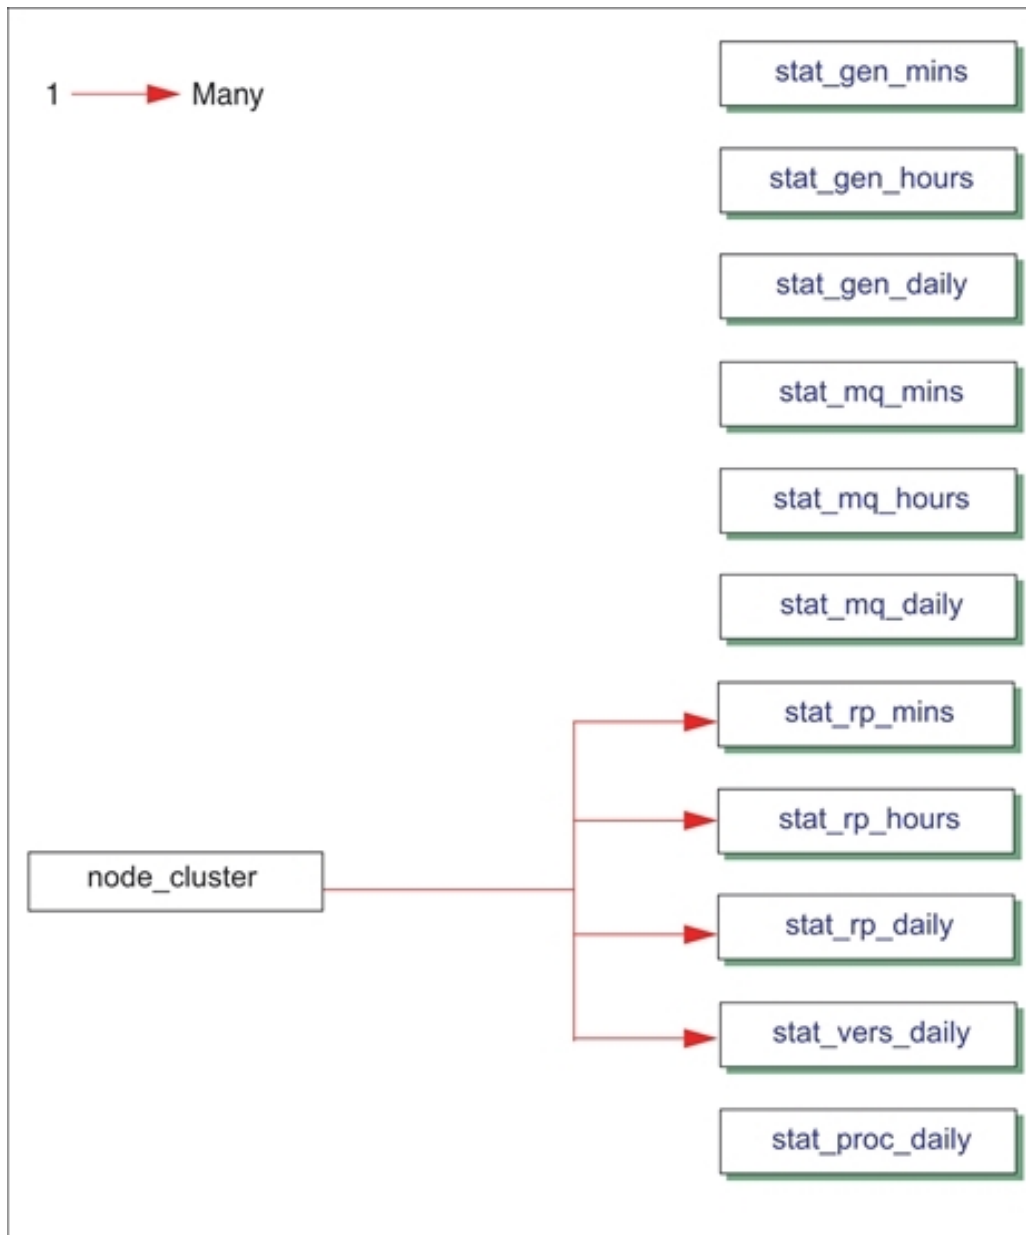 stat_gen_mins
1 Many
stat_gen_hours
stat_gen_daily
stat_mq_mins
stat_mq_hours
stat_mq_daily
stat_rp_mins
stat_rp_hours
node_cluster
stat_rp_daily
stat_vers_daily
stat_proc_daily